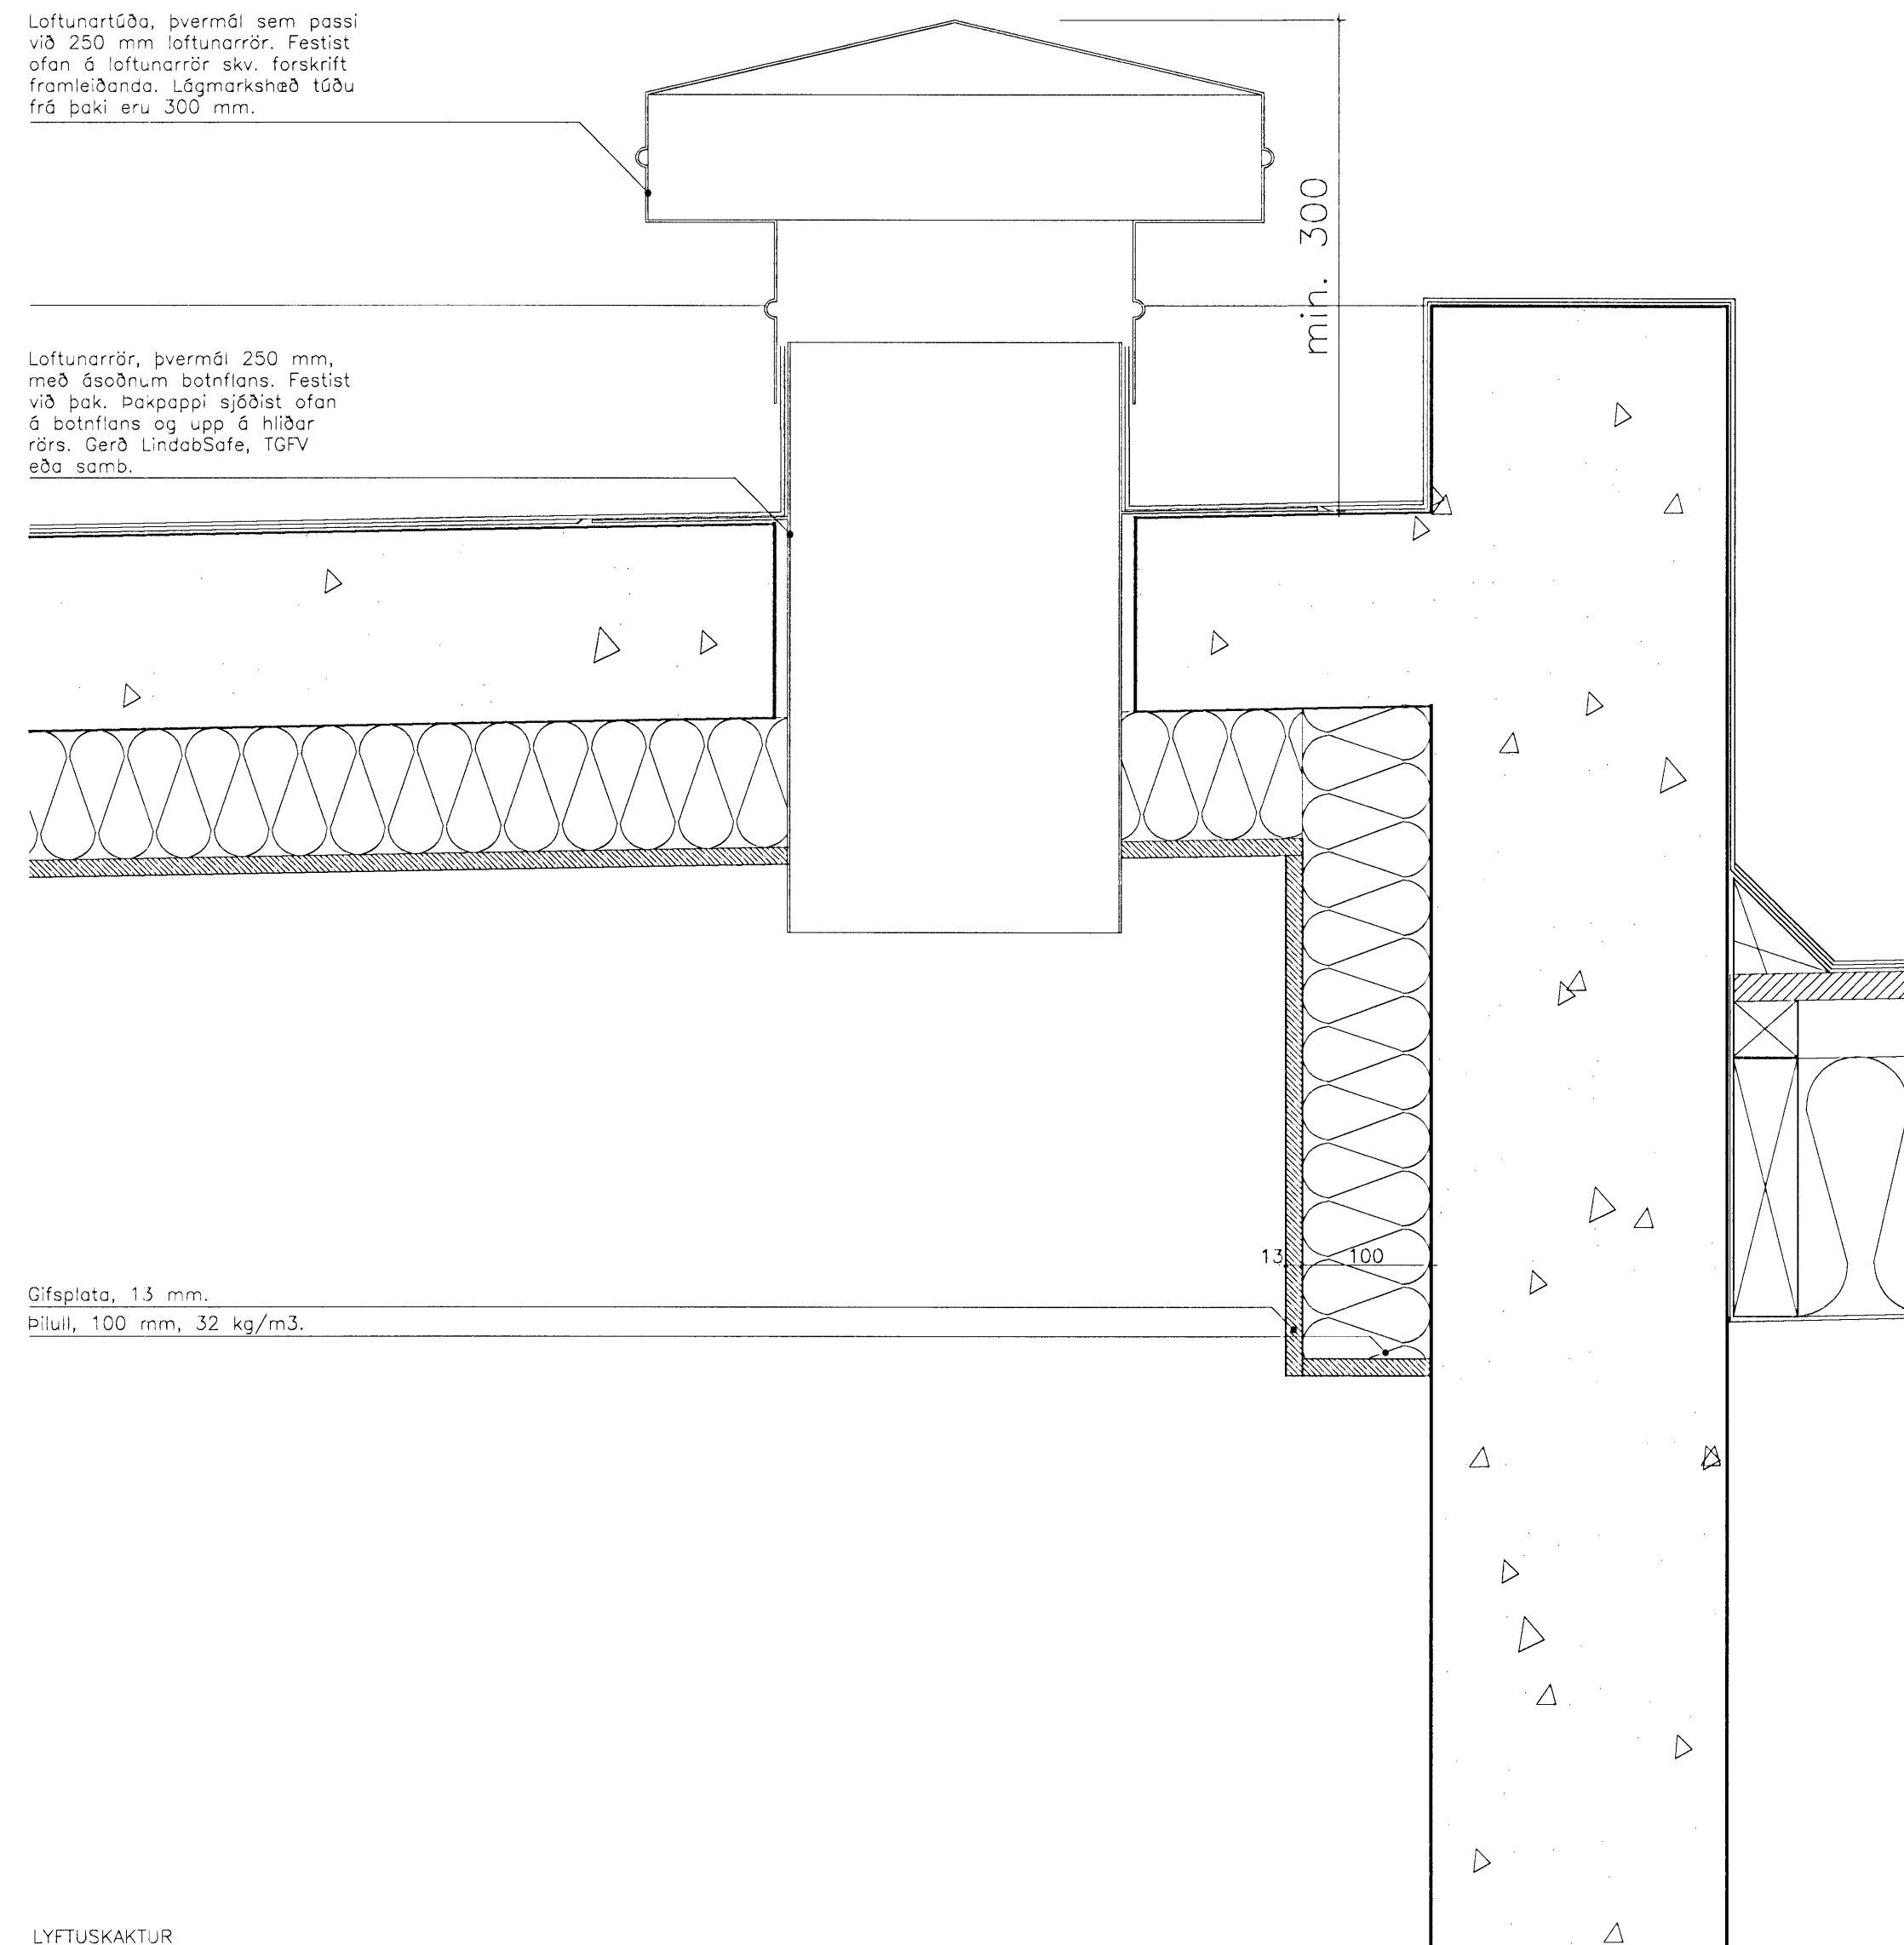 Loftunartúða, þvermál sem passi
við 250 mm loftunarrör. Festist
ofan á loftunarrör skv. forskrift
framleiðanda. Lágmarkshæð túðu
frá þaki eru 300 mm.
min. 300
Loftunarrör, þvermál 250 mm,
með ásoðnum botnflans. Festist
við þak. Þakpappi sjóðist ofan
á botnflans og upp á hliðar
rörs. Gerð LindabSafe, TGFV
eða samb.
13 100
Gifsplata, 13 mm.
Þilull, 100 mm, 32 kg/m3.
LYFTUSKAKTUR